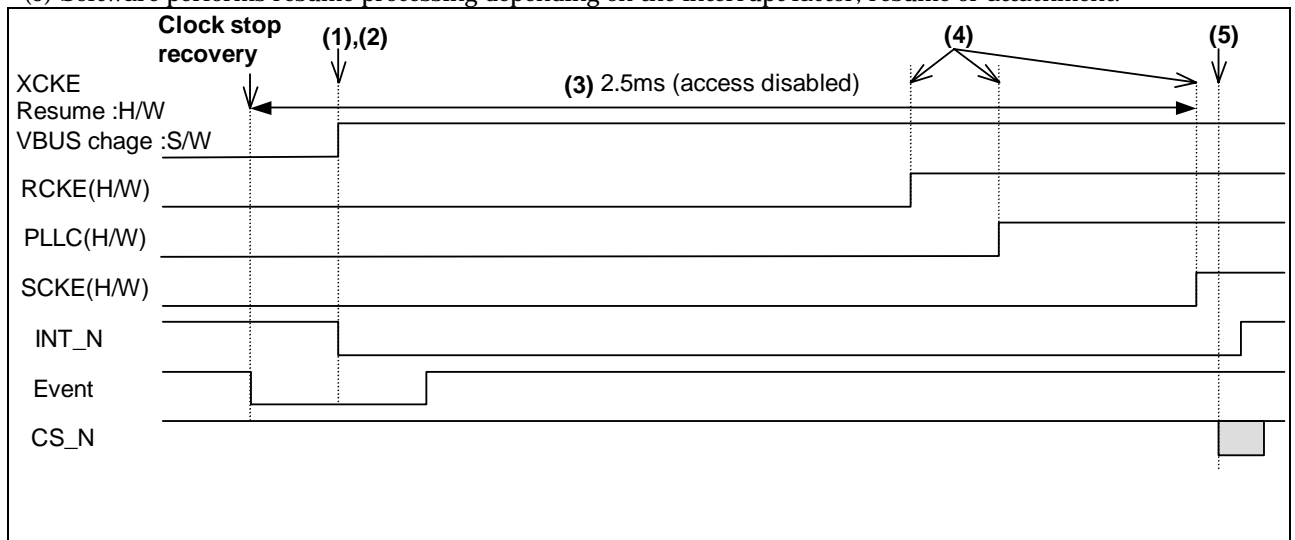 (5) Software performs resume processing depending on the interrupt factor, resume or attachment.
Clock stop
recovery
(1),(2)
(4)
(5)
XCKE
Resume :H/W
VBUS chage :S/W
(3) 2.5ms (access disabled)
RCKE(H/W)
PLLC(H/W)
SCKE(H/W)
INT_N
Event
CS_N